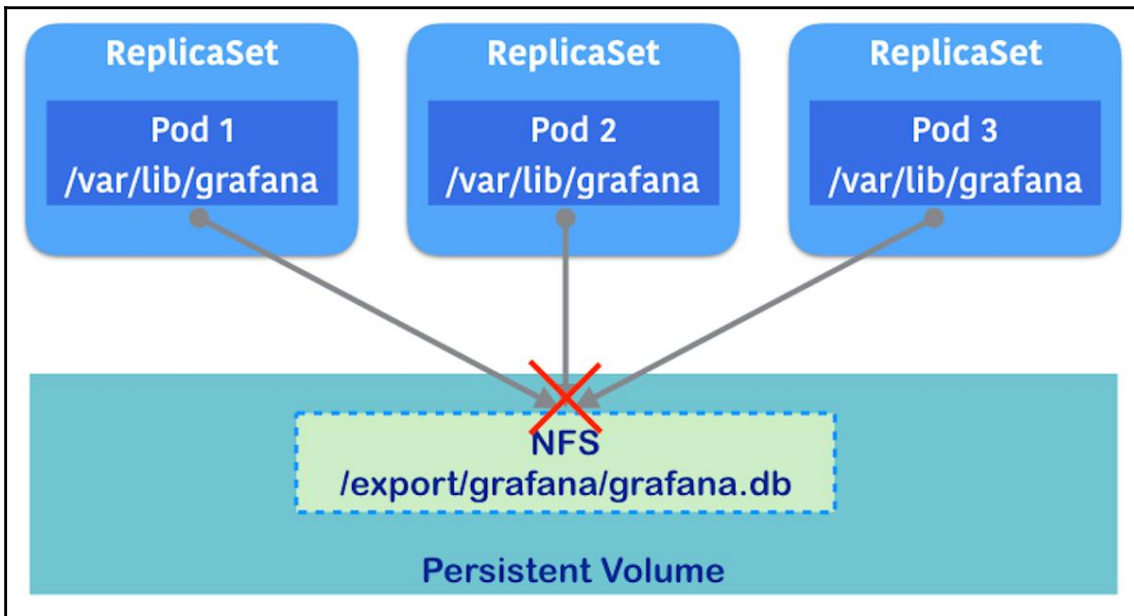 ReplicaSet
Pod 1
/var/lib/grafana
ReplicaSet
Pod 2
/var/lib/grafana
ReplicaSet
Pod 3
/var/lib/grafana
NFS
/export/grafana/grafana.db
Persistent Volume